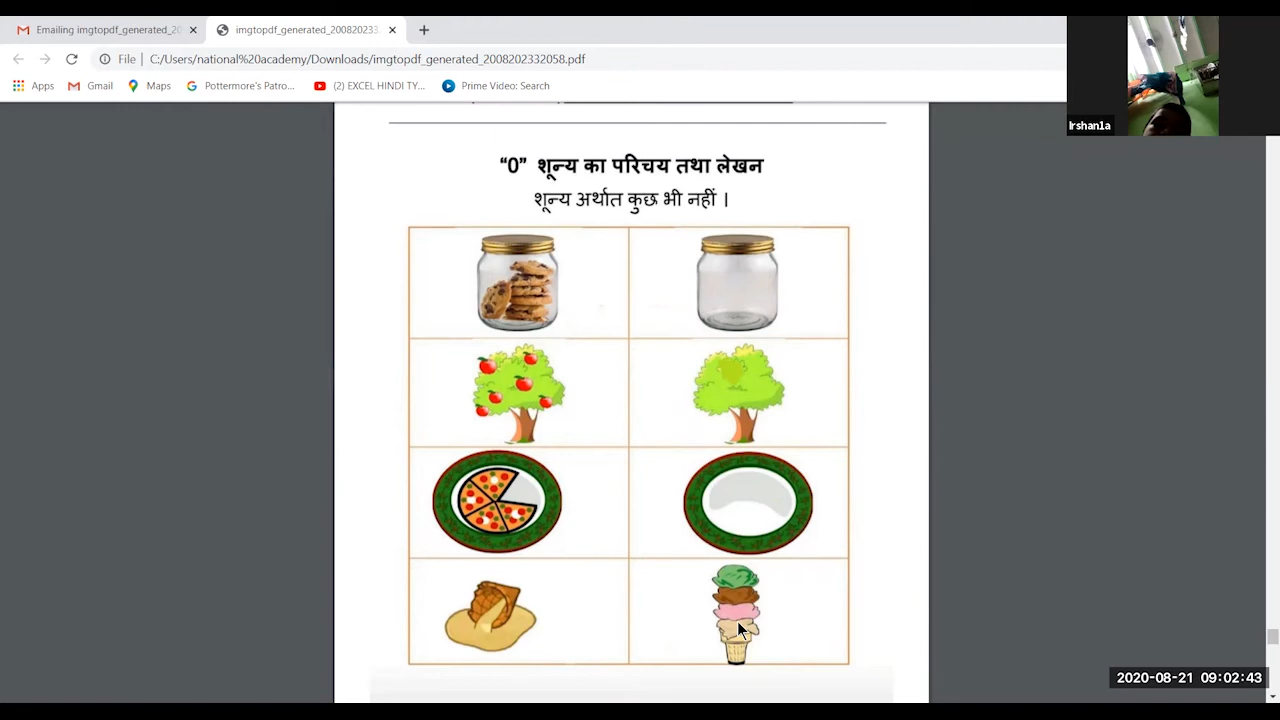 Emailing imgtopdf_generated_20
imgtopdf_generated_200820233
File | C:/Users/national%20academy/Downloads/imgtopdf_generated_2008202332058.pdf
Apps Gmail Maps Pottermore's Patro... (2) EXCEL HINDI TY... Prime Video: Search
Irshan1a
“0” शून्य का परिचय तथा लेखन
शून्य अर्थात कुछ भी नहीं ।
2020-08-21 09:02:43